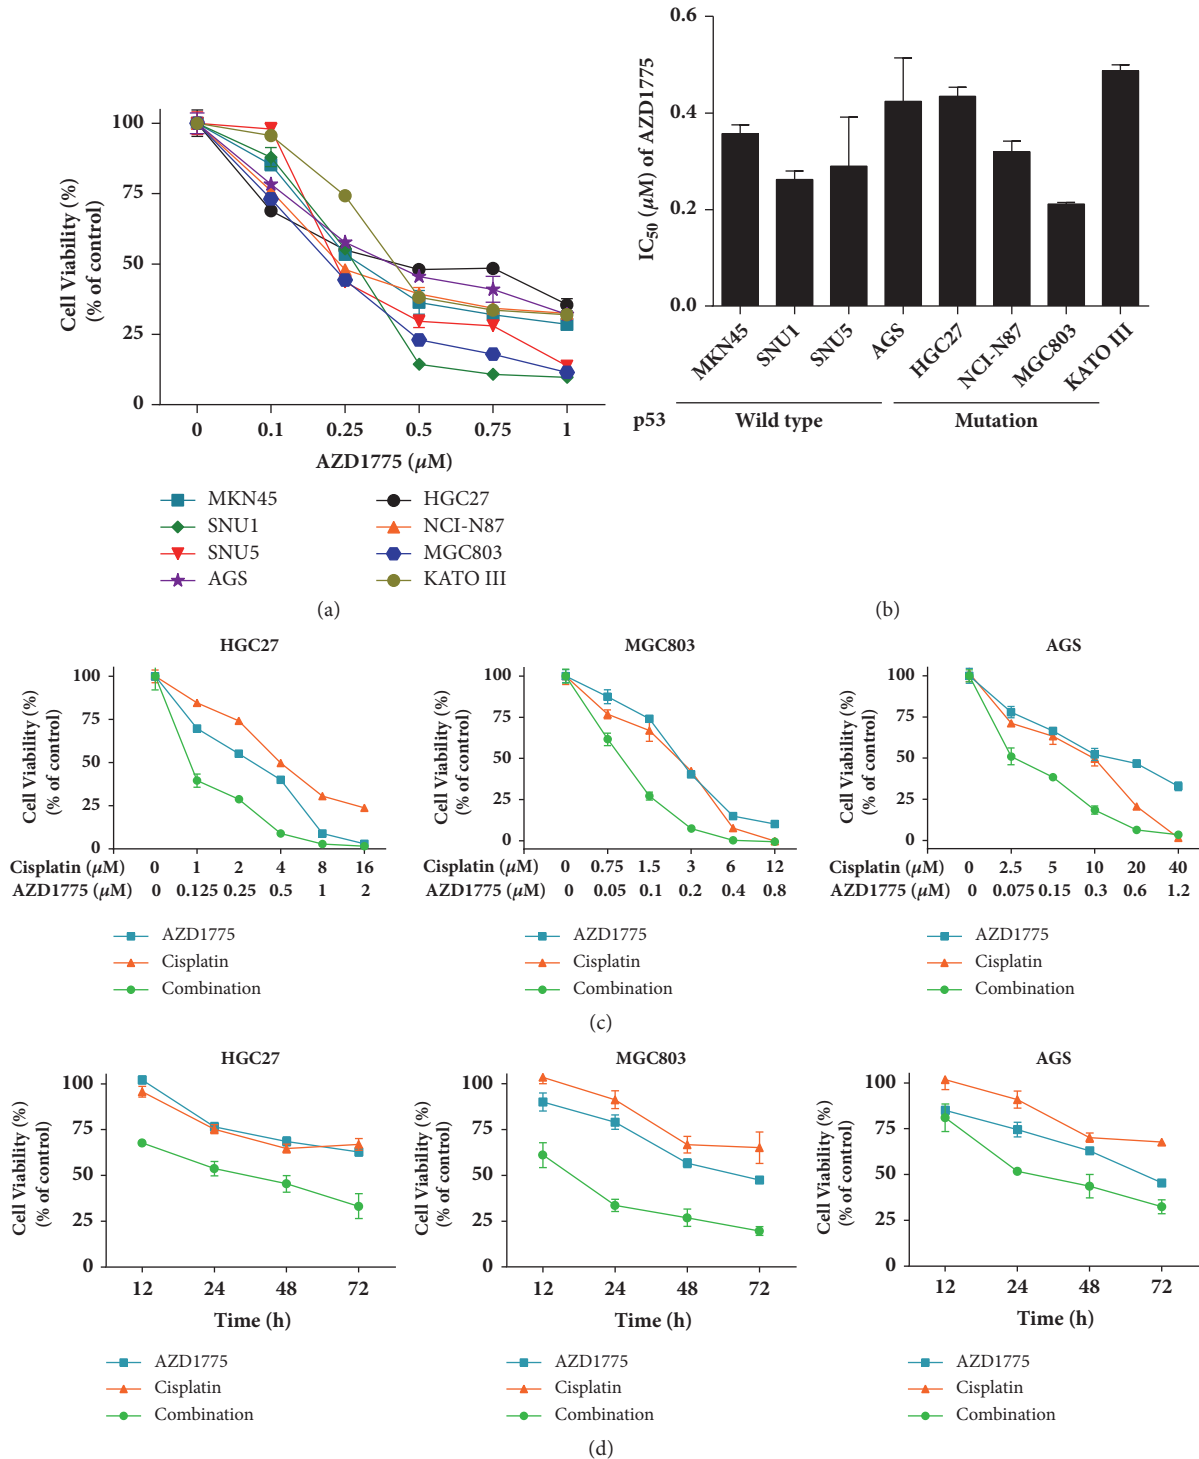 Cell Viability (%)
(% of control)
100
75
50
25
0
0 0.1 0.25 0.5 0.75 1
AZD1775 (μM)
MKN45 HGC27
SNU1 NCI-N87
SNU5 MGC803
AGS KATO III
(a)
IC50 (μM) of AZD1775
0.6
0.4
0.2
0.0
MKN45 SNU1 SNU5 AGS HGC27 NCI-N87 MGC803 KATO III
p53 Wild type Mutation
(b)
HGC27
Cell Viability (%)
(% of control)
100
75
50
25
0
Cisplatin (μM) 0 1 2 4 8 16
AZD1775 (μM) 0 0.125 0.25 0.5 1 2
AZD1775
Cisplatin
Combination
MGC803
Cell Viability (%)
(% of control)
100
75
50
25
0
Cisplatin (μM) 0 0.75 1.5 3 6 12
AZD1775 (μM) 0 0.05 0.1 0.2 0.4 0.8
AZD1775
Cisplatin
Combination
AGS
Cell Viability (%)
(% of control)
100
75
50
25
0
Cisplatin (μM) 0 2.5 5 10 20 40
AZD1775 (μM) 0 0.075 0.15 0.3 0.6 1.2
AZD1775
Cisplatin
Combination
(c)
HGC27
Cell Viability (%)
(% of control)
100
75
50
25
0
12 24 48 72
Time (h)
AZD1775
Cisplatin
Combination
MGC803
Cell Viability (%)
(% of control)
100
75
50
25
0
12 24 48 72
Time (h)
AZD1775
Cisplatin
Combination
AGS
Cell Viability (%)
(% of control)
100
75
50
25
0
12 24 48 72
Time (h)
AZD1775
Cisplatin
Combination
(d)